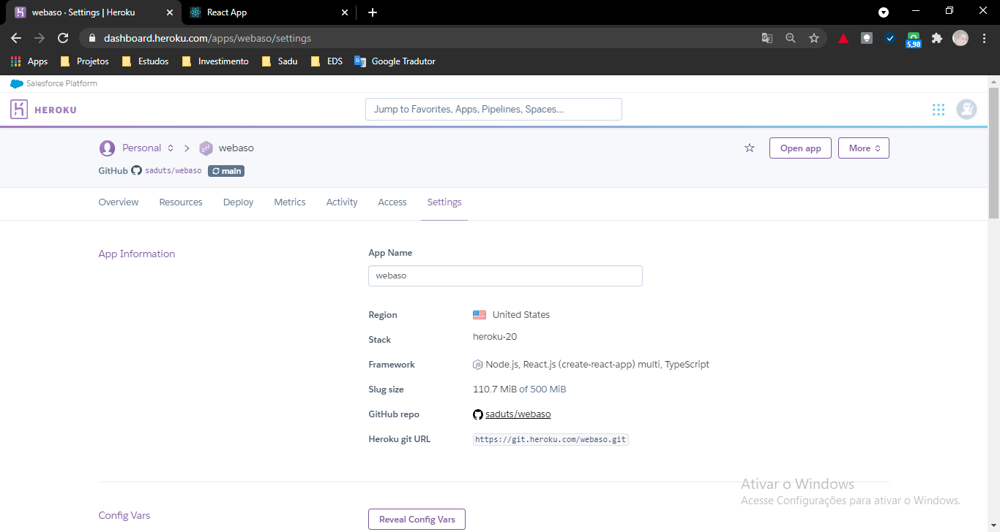 webaso · Settings | Heroku
React App
dashboard.heroku.com/apps/webaso/settings
5,98
Apps Projetos Estudos Investimento Sadu EDS Google Tradutor
Salesforce Platform
HEROKU
Jump to Favorites, Apps, Pipelines, Spaces...
Personal > webaso
Open app
More
GitHub saduts/webaso main
Overview Resources Deploy Metrics Activity Access Settings
App Information
App Name
webaso
Region United States
Stack heroku-20
Framework Node.js, React.js (create-react-app) multi, TypeScript
Slug size 110.7 MiB of 500 MiB
GitHub repo saduts/webaso
Heroku git URL https://git.heroku.com/webaso.git
Ativar o Windows
Acesse Configurações para ativar o Windows.
Config Vars
Reveal Config Vars